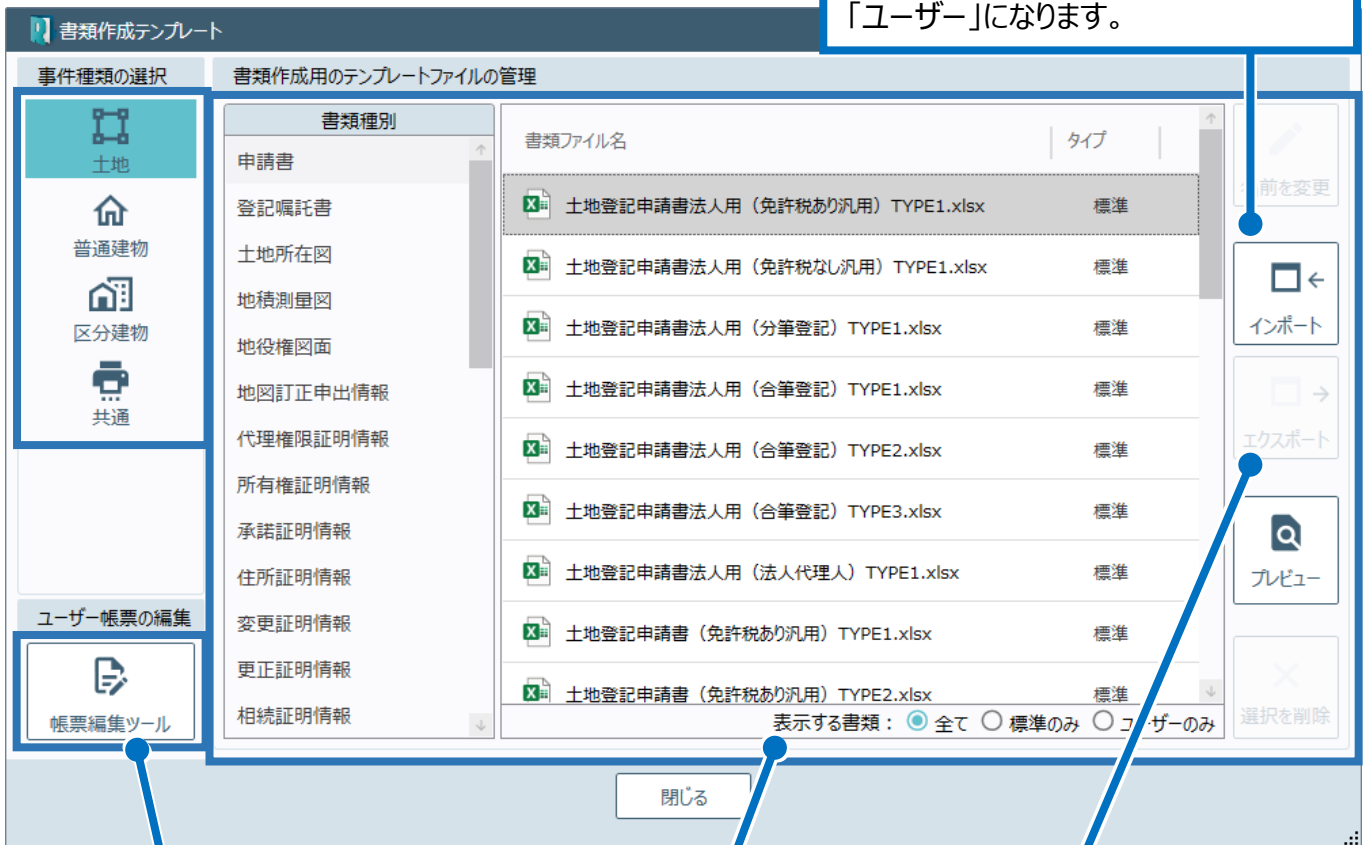 「ユーザー」になります。
書類作成テンプレート
事件種類の選択
書類作成用のテンプレートファイルの管理
土地
普通建物
区分建物
共通
ユーザー帳票の編集
帳票編集ツール
書類種別
申請書
登記嘱託書
土地所在図
地積測量図
地役権図面
地図訂正申出情報
代理権限証明情報
所有権証明情報
承諾証明情報
住所証明情報
変更証明情報
更正証明情報
相続証明情報
書類ファイル名 タイプ
土地登記申請書法人用（免許税あり汎用）TYPE1.xlsx 標準
土地登記申請書法人用（免許税なし汎用）TYPE1.xlsx 標準
土地登記申請書法人用（分筆登記）TYPE1.xlsx 標準
土地登記申請書法人用（合筆登記）TYPE1.xlsx 標準
土地登記申請書法人用（合筆登記）TYPE2.xlsx 標準
土地登記申請書法人用（合筆登記）TYPE3.xlsx 標準
土地登記申請書法人用（法人代理人）TYPE1.xlsx 標準
土地登記申請書（免許税あり汎用）TYPE1.xlsx 標準
土地登記申請書（免許税あり汎用）TYPE2.xlsx 標準
表示する書類： 全て 標準のみ ユーザーのみ
名前を変更
インポート
エクスポート
プレビュー
選択を削除
閉じる